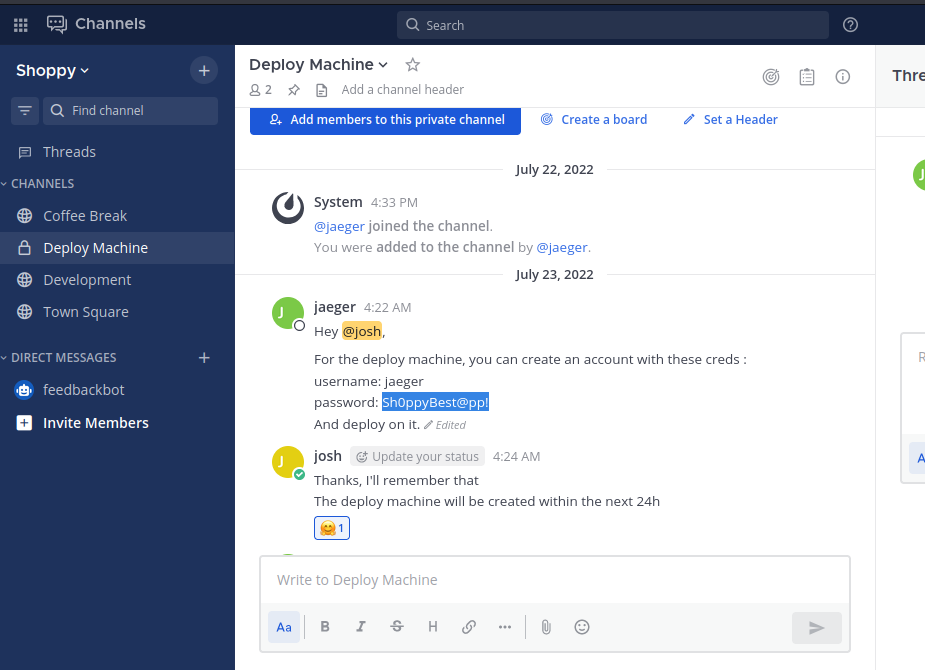 Channels
Search
Shoppy
Find channel
Threads
CHANNELS
Coffee Break
Deploy Machine
Development
Town Square
DIRECT MESSAGES
feedbackbot
Invite Members
Deploy Machine
2
Add a channel header
Add members to this private channel
Create a board
Set a Header
July 22, 2022
System 4:33 PM
@jaeger joined the channel.
You were added to the channel by @jaeger.
July 23, 2022
J
jaeger 4:22 AM
Hey @josh,
For the deploy machine, you can create an account with these creds :
username: jaeger
password: Sh0ppyBest@pp!
And deploy on it. Edited
J
josh Update your status 4:24 AM
Thanks, I'll remember that
The deploy machine will be created within the next 24h
1
Write to Deploy Machine
Aa B I S H